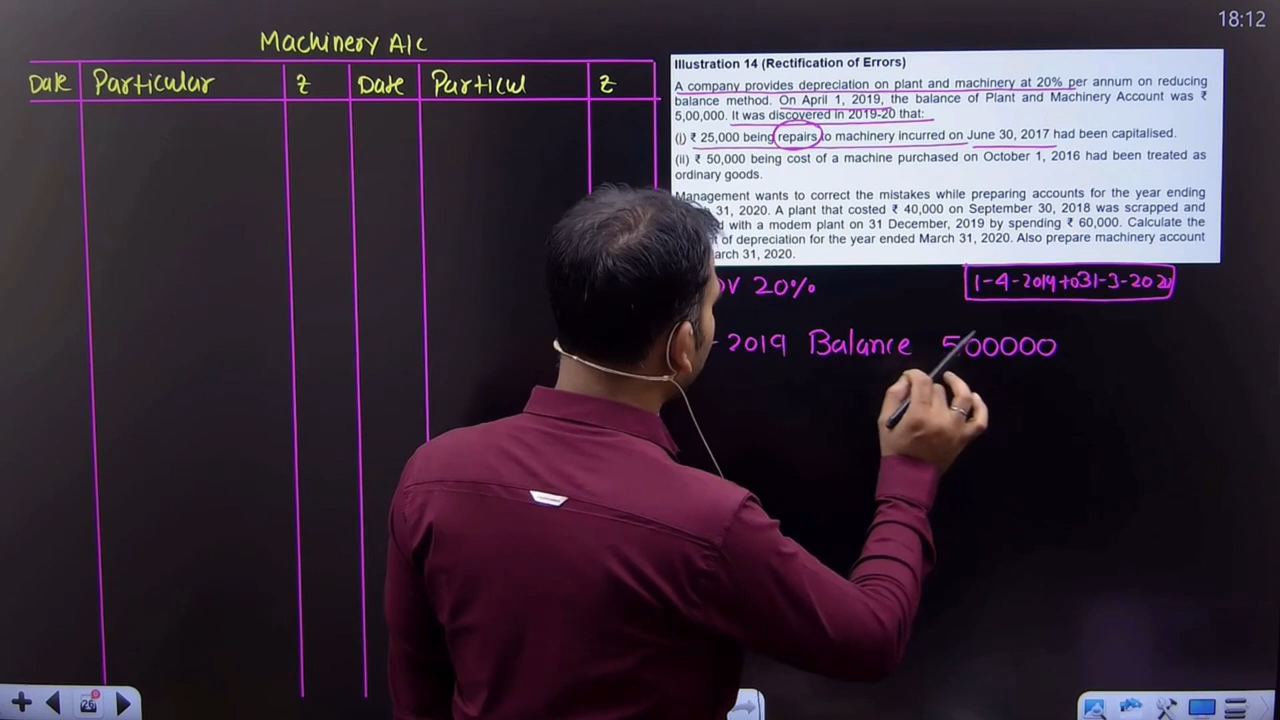 18:12
Machinery A/c
Date Particular ₹ Date Particul ₹
Illustration 14 (Rectification of Errors)
A company provides depreciation on plant and machinery at 20% per annum on reducing
balance method. On April 1, 2019, the balance of Plant and Machinery Account was ₹
5,00,000. It was discovered in 2019-20 that:
(i) ₹ 25,000 being repairs to machinery incurred on June 30, 2017 had been capitalised.
(ii) ₹ 50,000 being cost of a machine purchased on October 1, 2016 had been treated as
ordinary goods.
Management wants to correct the mistakes while preparing accounts for the year ending
31, 2020. A plant that costed ₹ 40,000 on September 30, 2018 was scrapped and
with a modem plant on 31 December, 2019 by spending ₹ 60,000. Calculate the
of depreciation for the year ended March 31, 2020. Also prepare machinery account
31, 2020.
20% 1-4-2019 to 31-3-2020
- 2019 Balance 500000
26